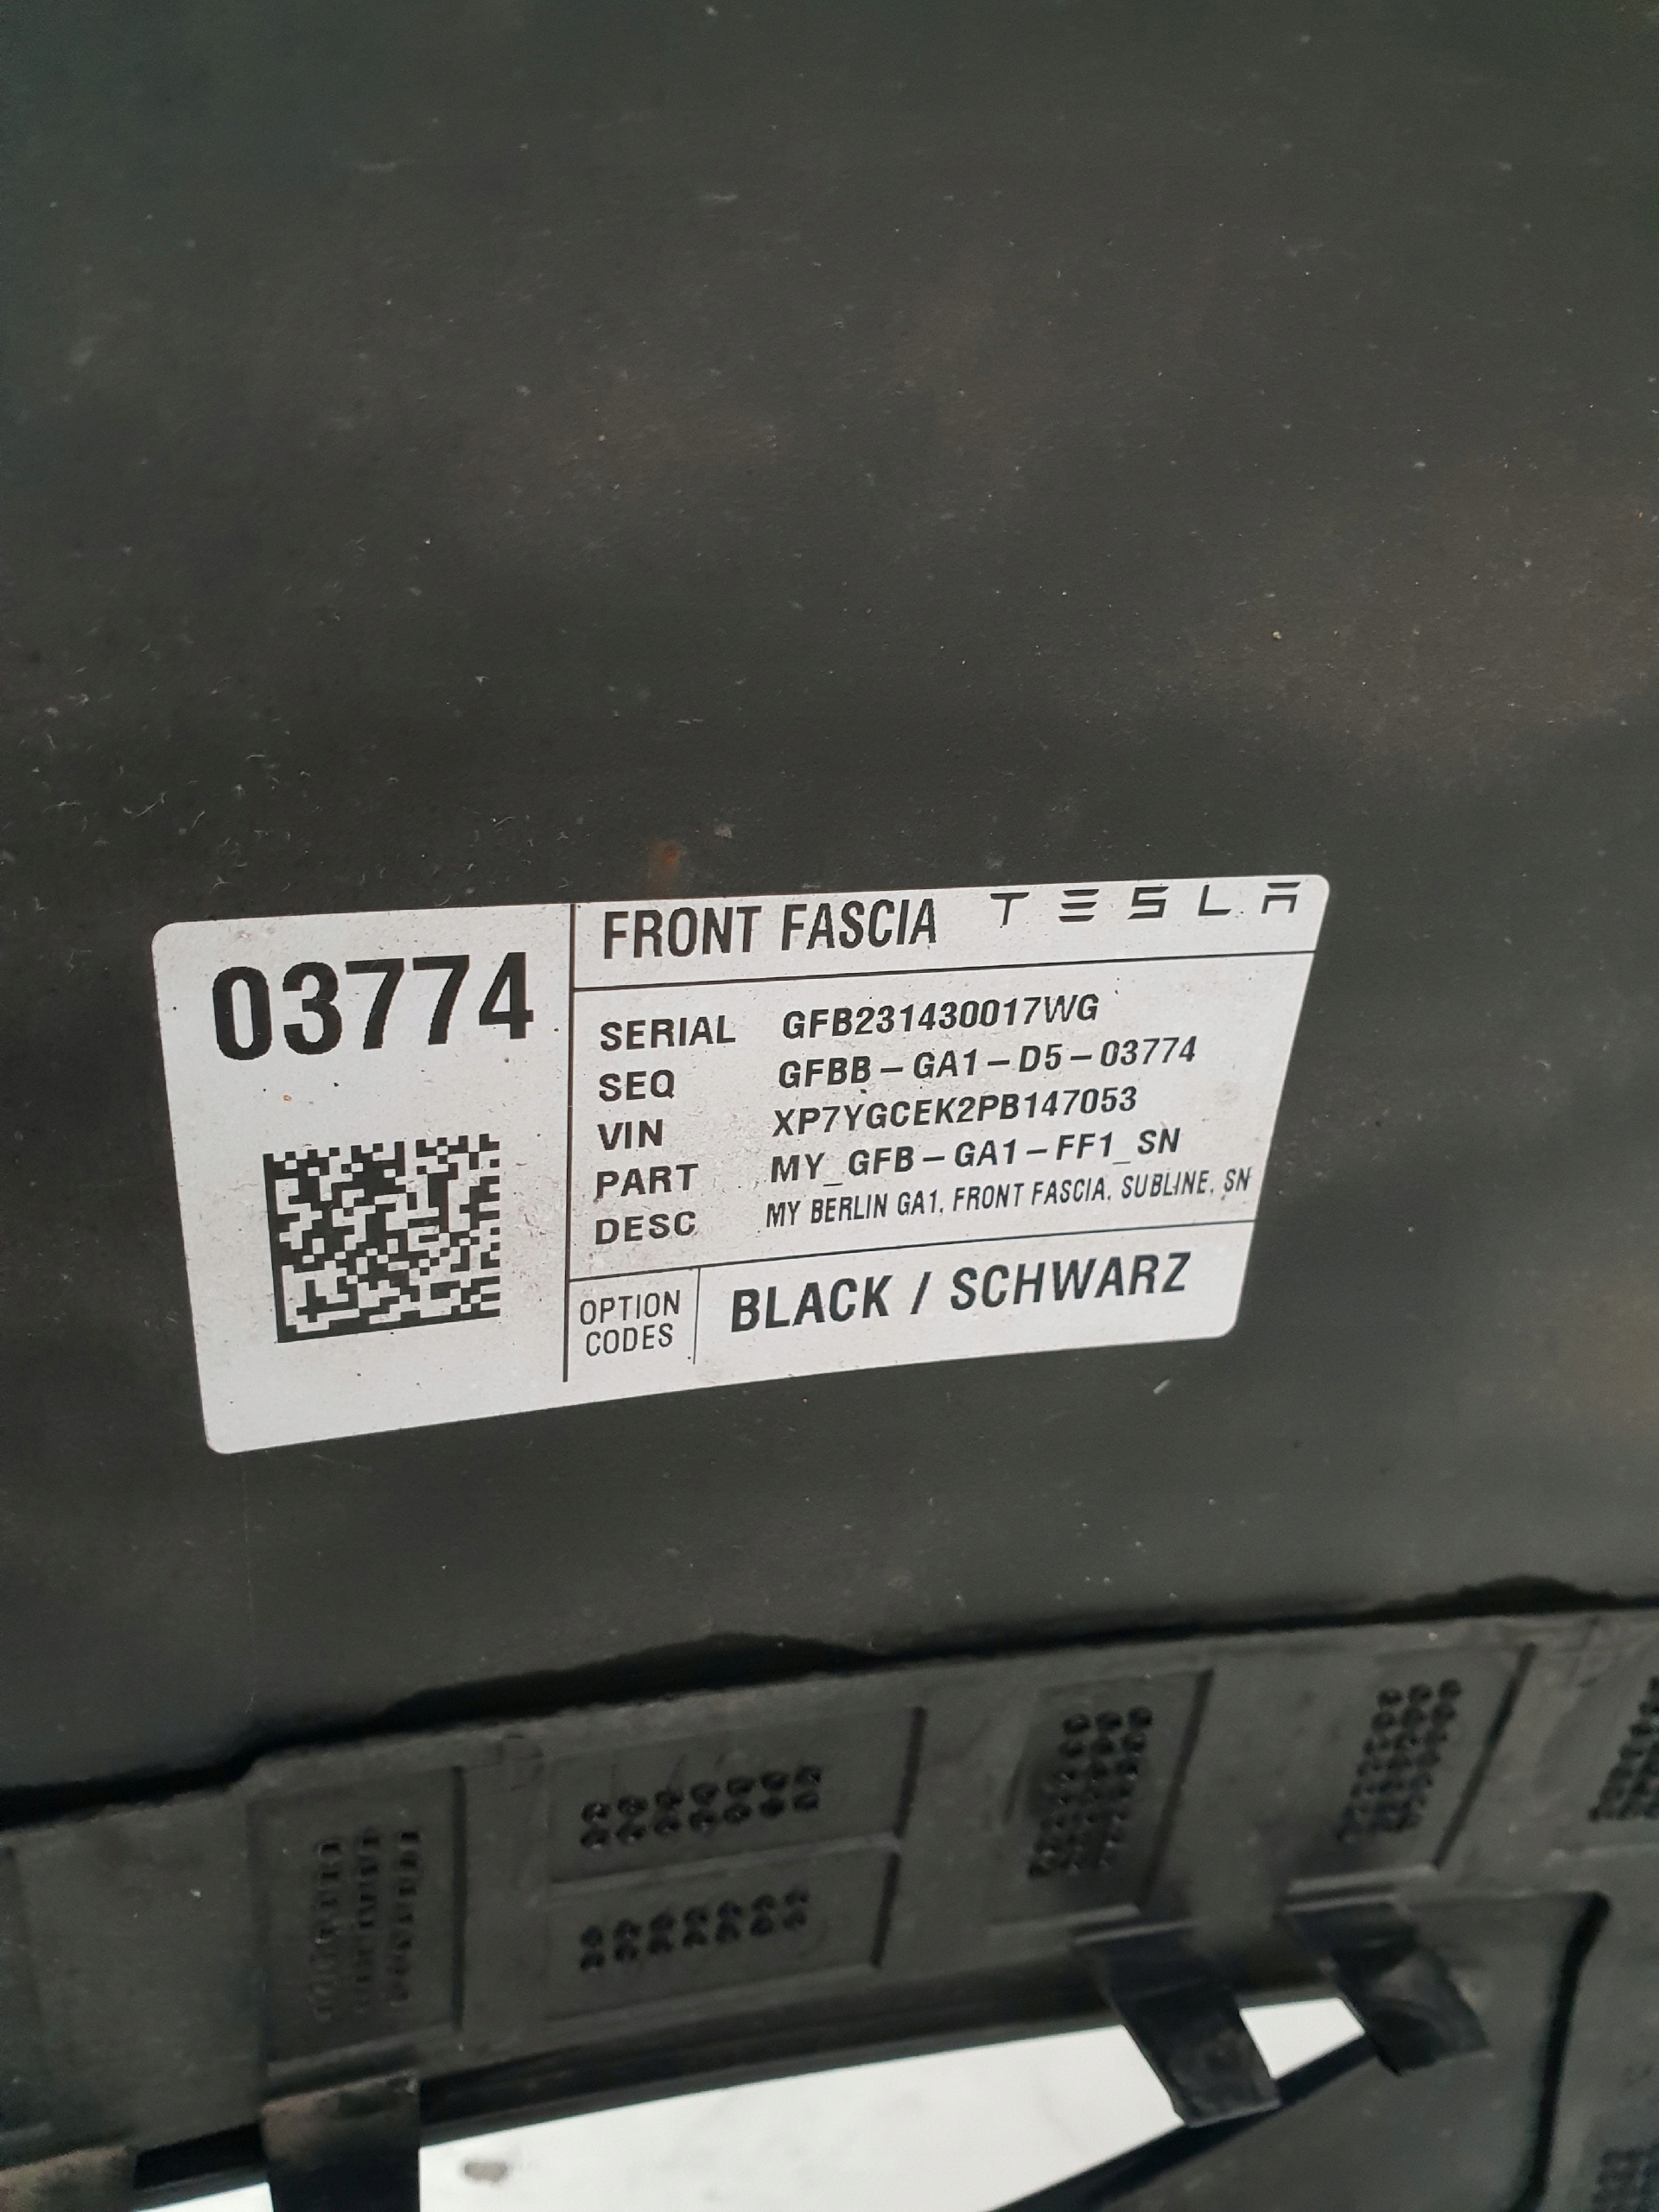 03774
FRONT FASCIA TESLA
SERIAL GFB231430017WG
SEQ GFBB-GA1-D5-03774
VIN XP7YGCEK2PB147053
PART MY_GFB-GA1-FF1_SN
DESC MY BERLIN GA1, FRONT FASCIA, SUBLINE, SN
OPTION
CODES
BLACK / SCHWARZ